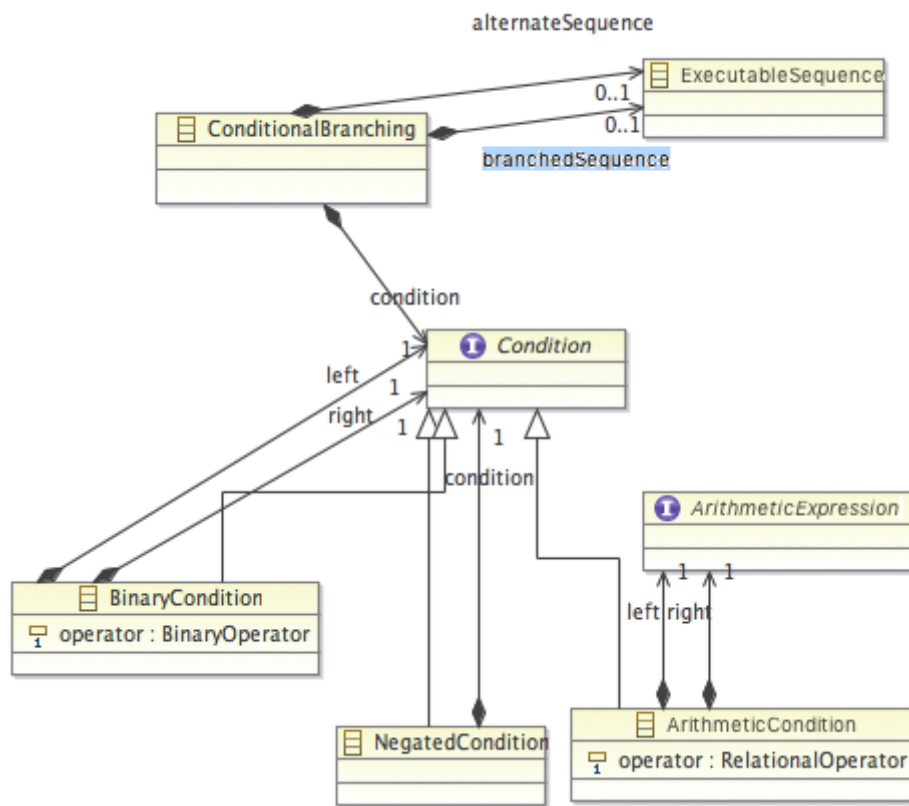 alternateSequence
ExecutableSequence
0..1
ConditionalBranching
0..1
branchedSequence
condition
1
I Condition
left
1
right
1
1
condition
I ArithmeticExpression
BinaryCondition
1
1
1 operator : BinaryOperator
left
right
NegatedCondition
ArithmeticCondition
1 operator : RelationalOperator